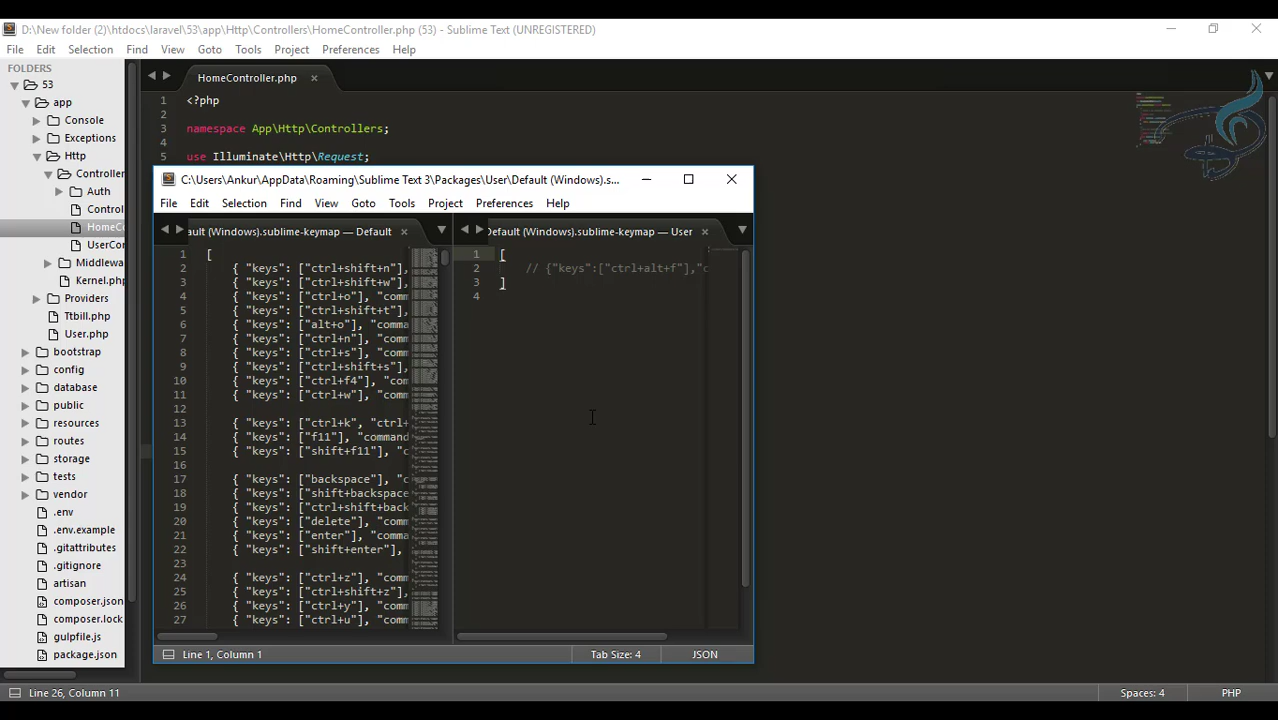 D:\New folder (2)\htdocs\laravel\53\app\Http\Controllers\HomeController.php (53) - Sublime Text (UNREGISTERED)
File Edit Selection Find View Goto Tools Project Preferences Help
FOLDERS
53
app
Console
Exceptions
Http
Controller
Auth
Control
HomeCo
UserCon
Middlewa
Kernel.php
Providers
Ttbill.php
User.php
bootstrap
config
database
public
resources
routes
storage
tests
vendor
.env
.env.example
.gitattributes
.gitignore
artisan
composer.json
composer.lock
gulpfile.js
package.json
HomeController.php
1 <?php
2
3 namespace App\Http\Controllers;
4
5 use Illuminate\Http\Request;
C:\Users\Ankur\AppData\Roaming\Sublime Text 3\Packages\User\Default (Windows).s...
File Edit Selection Find View Goto Tools Project Preferences Help
ault (Windows).sublime-keymap — Default
1 [
2 { "keys": ["ctrl+shift+n"],
3 { "keys": ["ctrl+shift+w"],
4 { "keys": ["ctrl+o"], "comm
5 { "keys": ["ctrl+shift+t"],
6 { "keys": ["alt+o"], "comma
7 { "keys": ["ctrl+n"], "comm
8 { "keys": ["ctrl+s"], "comm
9 { "keys": ["ctrl+shift+s"],
10 { "keys": ["ctrl+f4"], "com
11 { "keys": ["ctrl+w"], "comm
12
13 { "keys": ["ctrl+k", "ctrl+
14 { "keys": ["f11"], "command
15 { "keys": ["shift+f11"], "c
16
17 { "keys": ["backspace"], "c
18 { "keys": ["shift+backspace
19 { "keys": ["ctrl+shift+back
20 { "keys": ["delete"], "comm
21 { "keys": ["enter"], "comma
22 { "keys": ["shift+enter"],
23
24 { "keys": ["ctrl+z"], "comm
25 { "keys": ["ctrl+shift+z"],
26 { "keys": ["ctrl+y"], "comm
27 { "keys": ["ctrl+u"], "comm
Default (Windows).sublime-keymap — User
1 [
2 // {"keys":["ctrl+alt+f"],"c
3 ]
4
Line 1, Column 1 Tab Size: 4 JSON
Line 26, Column 11 Spaces: 4 PHP